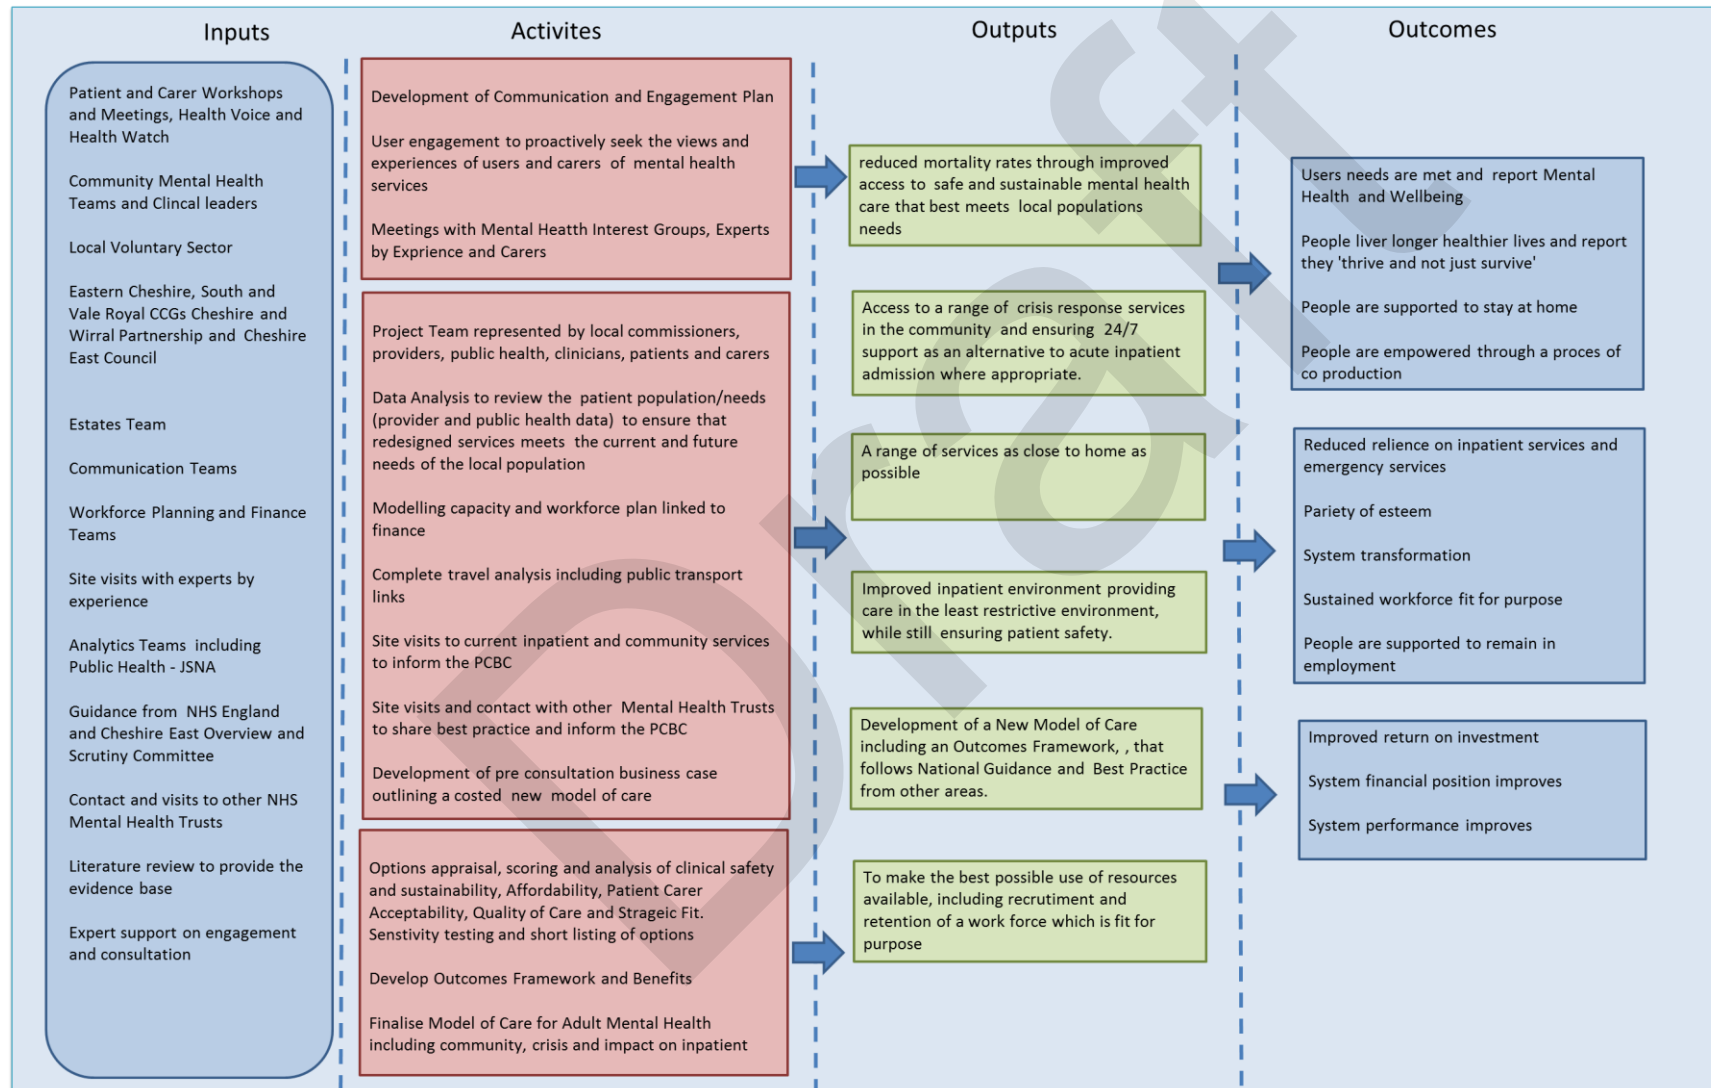 Inputs
Patient and Carer Workshops
and Meetings, Health Voice and
Health Watch
Community Mental Health
Teams and Clincal leaders
Local Voluntary Sector
Eastern Cheshire, South and
Vale Royal CCGs Cheshire and
Wirral Partnership and Cheshire
East Council
Estates Team
Communication Teams
Workforce Planning and Finance
Teams
Site visits with experts by
experience
Analytics Teams including
Public Health - JSNA
Guidance from NHS England
and Cheshire East Overview and
Scrutiny Committee
Contact and visits to other NHS
Mental Health Trusts
Literature review to provide the
evidence base
Expert support on engagement
and consultation
Activites
Development of Communication and Engagement Plan
User engagement to proactively seek the views and
experiences of users and carers of mental health
services
Meetings with Mental Heatth Interest Groups, Experts
by Exprience and Carers
Project Team represented by local commissioners,
providers, public health, clinicians, patients and carers
Data Analysis to review the patient population/needs
(provider and public health data) to ensure that
redesigned services meets the current and future
needs of the local population
Modelling capacity and workforce plan linked to
finance
Complete travel analysis including public transport
links
Site visits to current inpatient and community services
to inform the PCBC
Site visits and contact with other Mental Health Trusts
to share best practice and inform the PCBC
Development of pre consultation business case
outlining a costed new model of care
Options appraisal, scoring and analysis of clinical safety
and sustainability, Affordability, Patient Carer
Acceptability, Quality of Care and Strageic Fit.
Senstivity testing and short listing of options
Develop Outcomes Framework and Benefits
Finalise Model of Care for Adult Mental Health
including community, crisis and impact on inpatient
Outputs
reduced mortality rates through improved
access to safe and sustainable mental health
care that best meets local populations
needs
Access to a range of crisis response services
in the community and ensuring 24/7
support as an alternative to acute inpatient
admission where appropriate.
A range of services as close to home as
possible
Improved inpatient environment providing
care in the least restrictive environment,
while still ensuring patient safety.
Development of a New Model of Care
including an Outcomes Framework, , that
follows National Guidance and Best Practice
from other areas.
To make the best possible use of resources
available, including recrutiment and
retention of a work force which is fit for
purpose
Outcomes
Users needs are met and report Mental
Health and Wellbeing
People liver longer healthier lives and report
they 'thrive and not just survive'
People are supported to stay at home
People are empowered through a proces of
co production
Reduced relience on inpatient services and
emergency services
Pariety of esteem
System transformation
Sustained workforce fit for purpose
People are supported to remain in
employment
Improved return on investment
System financial position improves
System performance improves
Draft